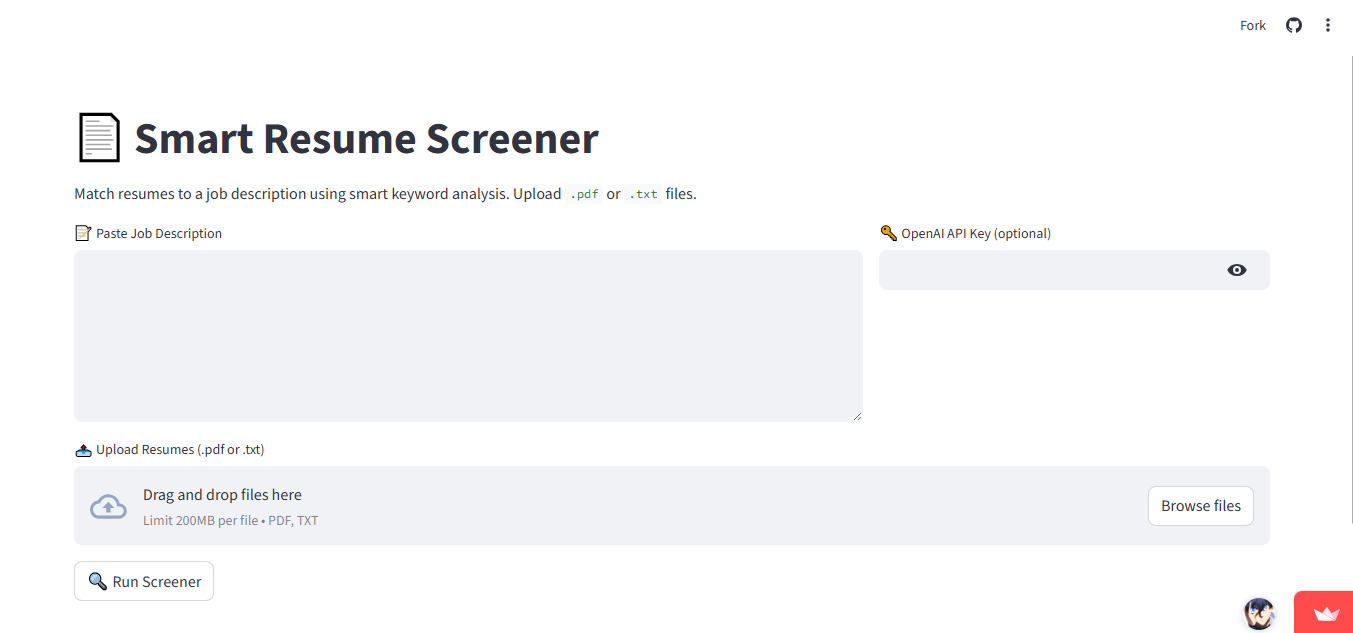 Fork
Smart Resume Screener
Match resumes to a job description using smart keyword analysis. Upload .pdf or .txt files.
Paste Job Description
OpenAI API Key (optional)
Upload Resumes (.pdf or .txt)
Drag and drop files here
Limit 200MB per file • PDF, TXT
Browse files
Run Screener